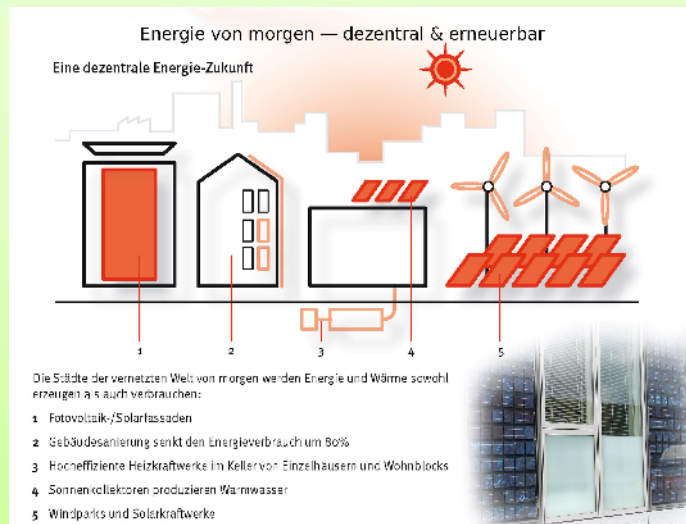 Energie von morgen — dezentral & erneuerbar
Eine dezentrale Energie-Zukunft
1 2 3 4 5
Die Städte der vernetzten Welt von morgen werden Energie und Wärme sowohl
erzeugen als auch verbrauchen:
1 Fotovoltaik-/Solarfassaden
2 Gebäudesanierung senkt den Energieverbrauch um 80%
3 Hocheffiziente Heizkraftwerke im Keller von Einzelhäusern und Wohnblocks
4 Sonnenkollektoren produzieren Warmwasser
5 Windparks und Solarkraftwerke